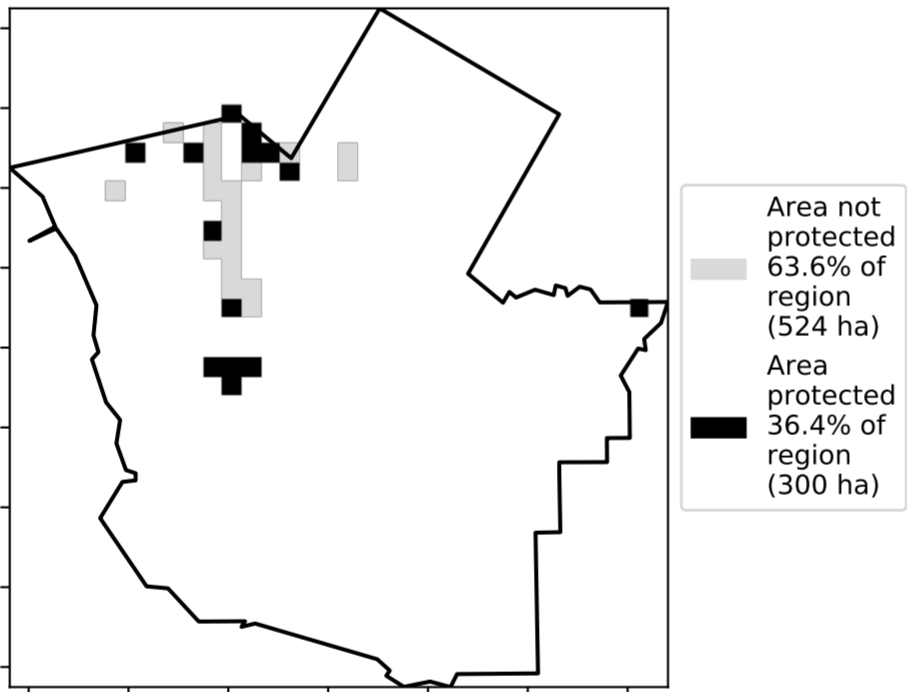 Area not
protected
63.6% of
region
(524 ha)
Area
protected
36.4% of
region
(300 ha)